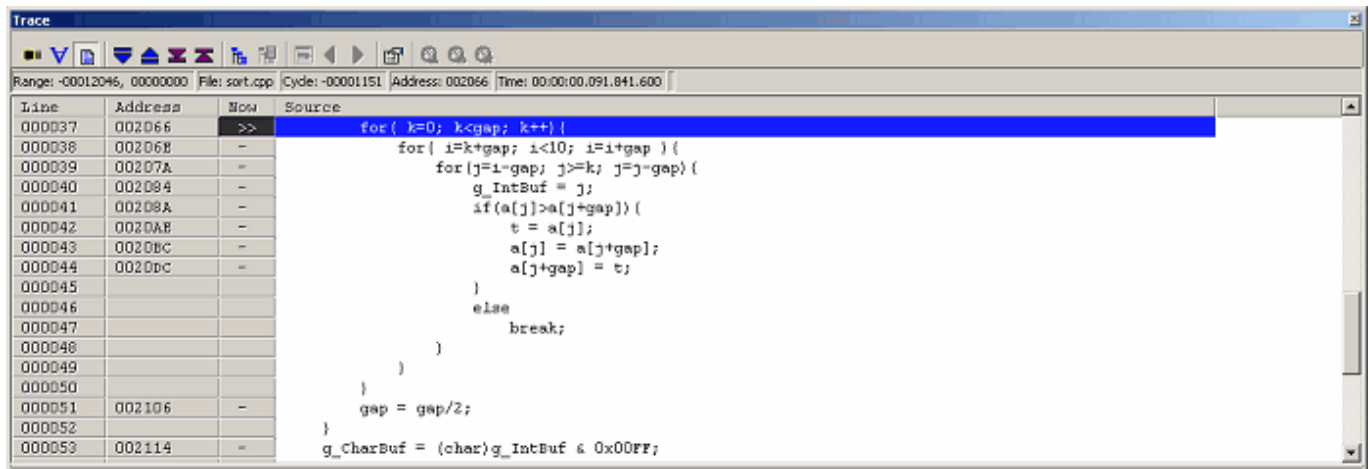 Trace
Range: -00012046, 00000000 File: sort.cpp Cycle: -00001151 Address: 002066 Time: 00:00:00.091.841.600
Line Address Now Source
000037 002066 >> for( k=0; k<gap; k++){
000038 00206E - for( i=k+gap; i<10; i=i+gap ){
000039 00207A - for(j=i-gap; j>=k; j=j-gap){
000040 002084 - g_IntBuf = j;
000041 00208A - if(a[j]>a[j+gap]){
000042 0020AE - t = a[j];
000043 0020BC - a[j] = a[j+gap];
000044 0020DC - a[j+gap] = t;
000045 }
000046 else
000047 break;
000048 }
000049 }
000050 }
000051 002106 - gap = gap/2;
000052 }
000053 002114 - g_CharBuf = (char)g_IntBuf & 0x00FF;